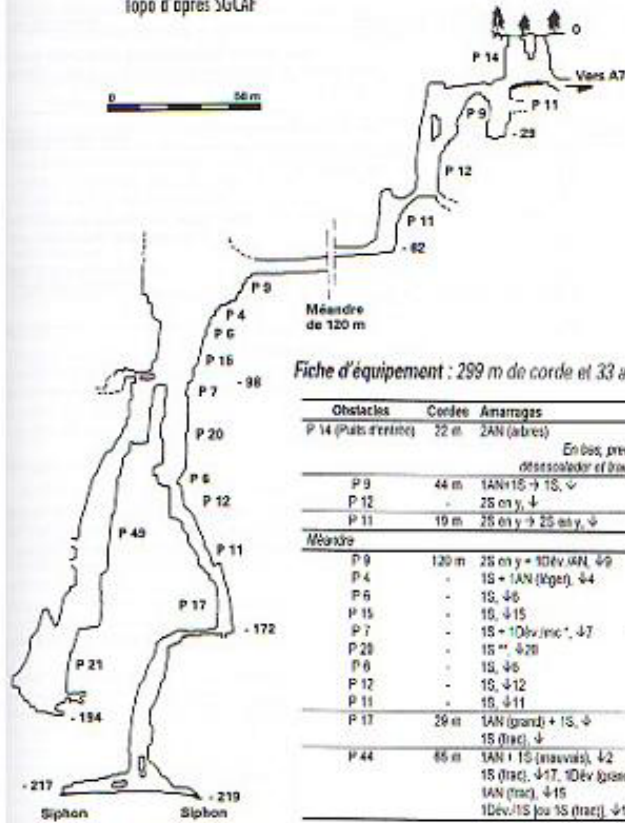 Topo d'après SGCAF
0 50 m
P 14
0
Vers A7
P 9
P 11
- 29
P 12
P 11
- 62
P 9
P 4
P 6
P 15
- 98
P 7
Méandre
de 120 m
P 20
P 6
P 12
P 49
P 11
P 17
- 172
P 21
- 194
- 217
- 219
Siphon
Siphon
Fiche d'équipement : 299 m de corde et 33 a
Obstacles Cordes Amarrages
P 14 (Puits d'entrée) 22 m 2AN (arbres)
En bas, pre
désescalader et
P 9 44 m 1AN+1S → 1S, ↓
P 12 - 2S en y, ↓
P 11 19 m 2S en y → 2S en y, ↓
Méandre
P 9 120 m 2S en y + 1Dév./AN, ↓9
P 4 - 1S + 1AN (léger), ↓4
P 6 - 1S, ↓6
P 15 - 1S, ↓15
P 7 - 1S + 1Dév./mc *, ↓7
P 20 - 1S **, ↓20
P 6 - 1S, ↓6
P 12 - 1S, ↓12
P 11 - 1S, ↓11
P 17 29 m 1AN (grand) + 1S, ↓
1S (frac), ↓
P 44 65 m 1AN + 1S (mauvais), ↓2
1S (frac), ↓17, 1Dév (gran
1AN (frac), ↓15
1Dév./1S [ou 1S (frac)], ↓1